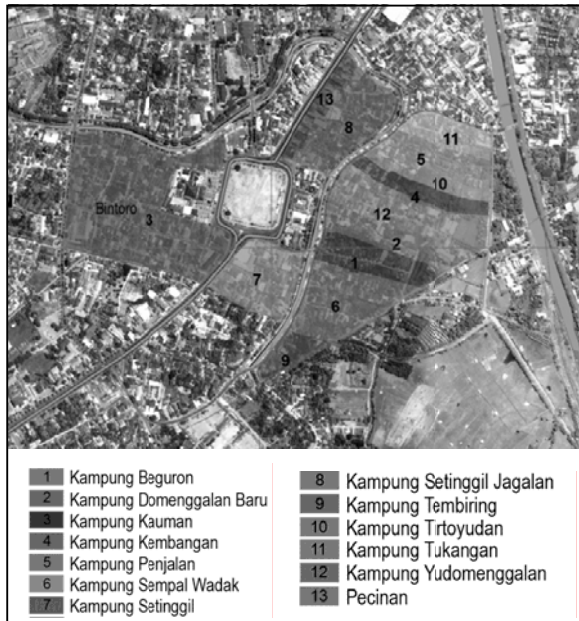 13
8
11
5
10
4
Bintoro
3
12
2
1
7
6
9
1 Kampung Beguron
2 Kampung Domenggalan Baru
3 Kampung Kauman
4 Kampung Kembangan
5 Kampung Penjalan
6 Kampung Sempal Wadak
7 Kampung Setinggil
8 Kampung Setinggil Jagalan
9 Kampung Tembiring
10 Kampung Tirtoyudan
11 Kampung Tukangan
12 Kampung Yudomenggalan
13 Pecinan